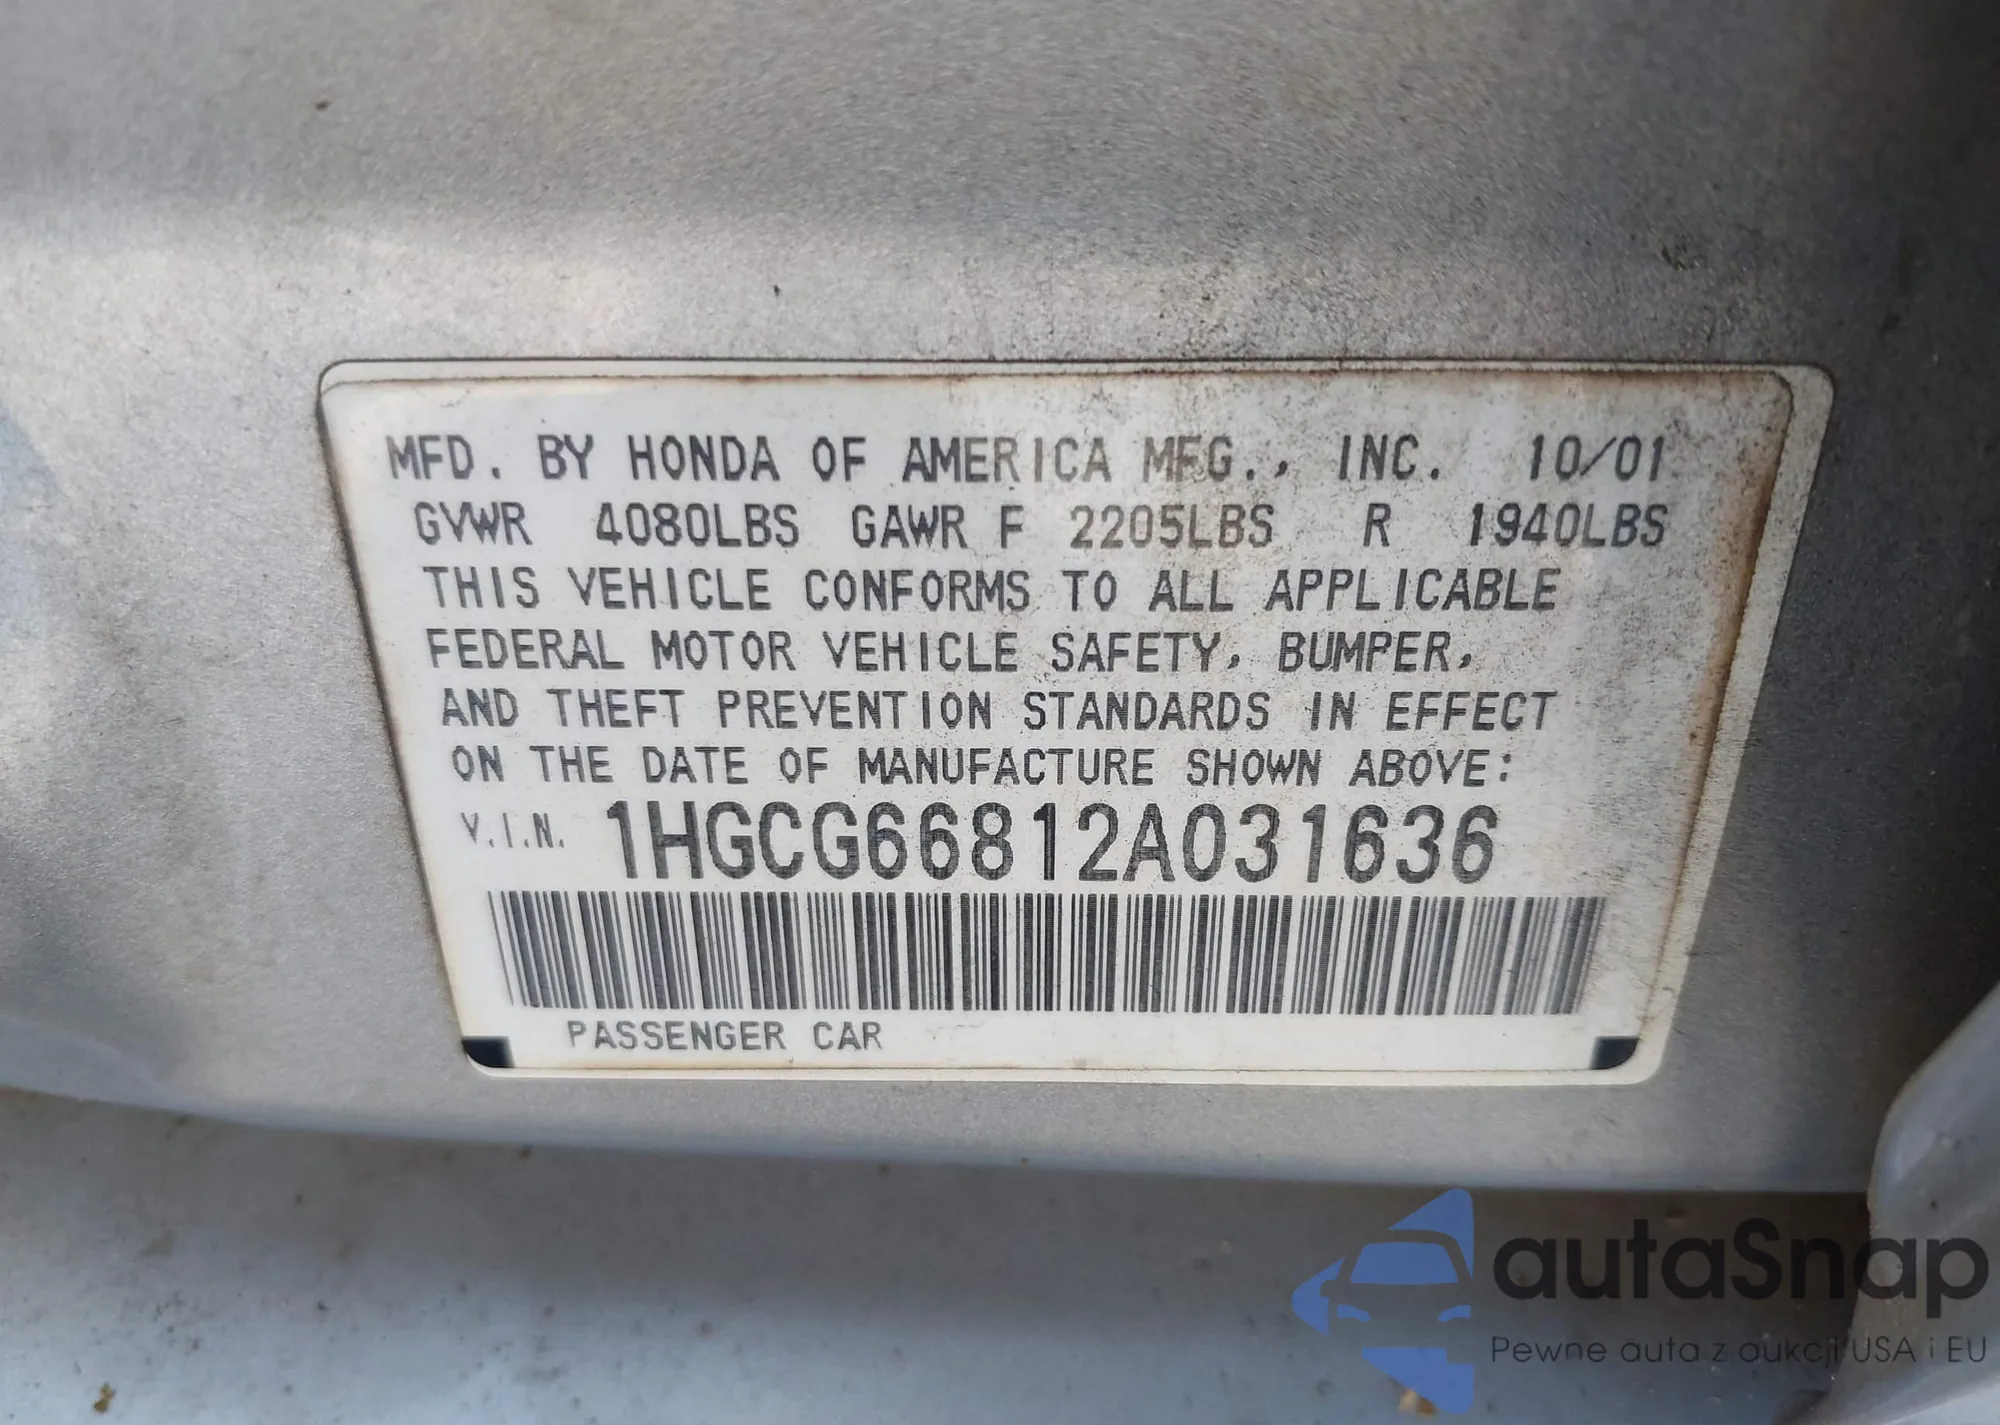 MFD. BY HONDA OF AMERICA MFG., INC. 10/01
GVWR 4080LBS GAWR F 2205LBS R 1940LBS
THIS VEHICLE CONFORMS TO ALL APPLICABLE
FEDERAL MOTOR VEHICLE SAFETY, BUMPER,
AND THEFT PREVENTION STANDARDS IN EFFECT
ON THE DATE OF MANUFACTURE SHOWN ABOVE:
V.I.N. 1HGCG66812A031636
PASSENGER CAR
autaSnap
Pewne auta z aukcji USA i EU